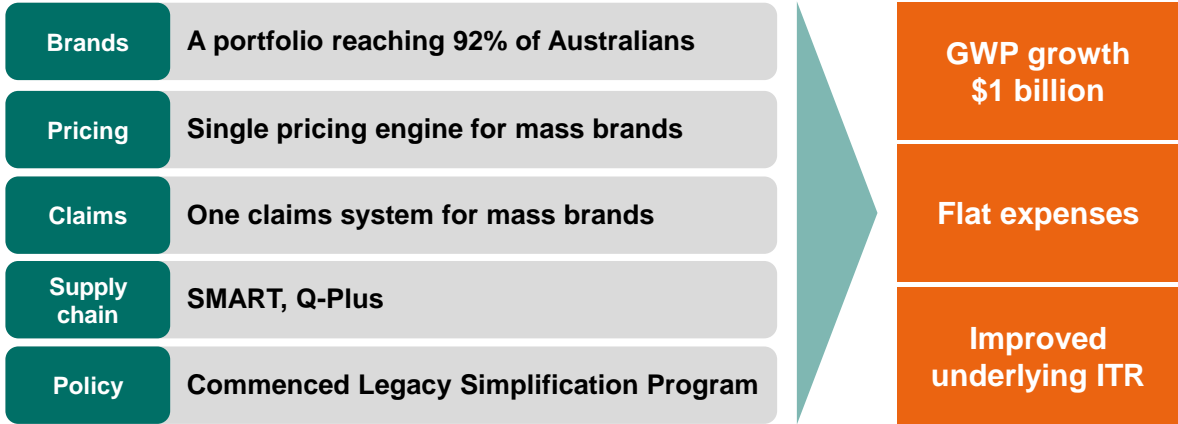 Brands
A portfolio reaching 92% of Australians
Pricing
Single pricing engine for mass brands
Claims
One claims system for mass brands
Supply
chain
SMART, Q-Plus
Policy
Commenced Legacy Simplification Program
GWP growth
$1 billion
Flat expenses
Improved
underlying ITR